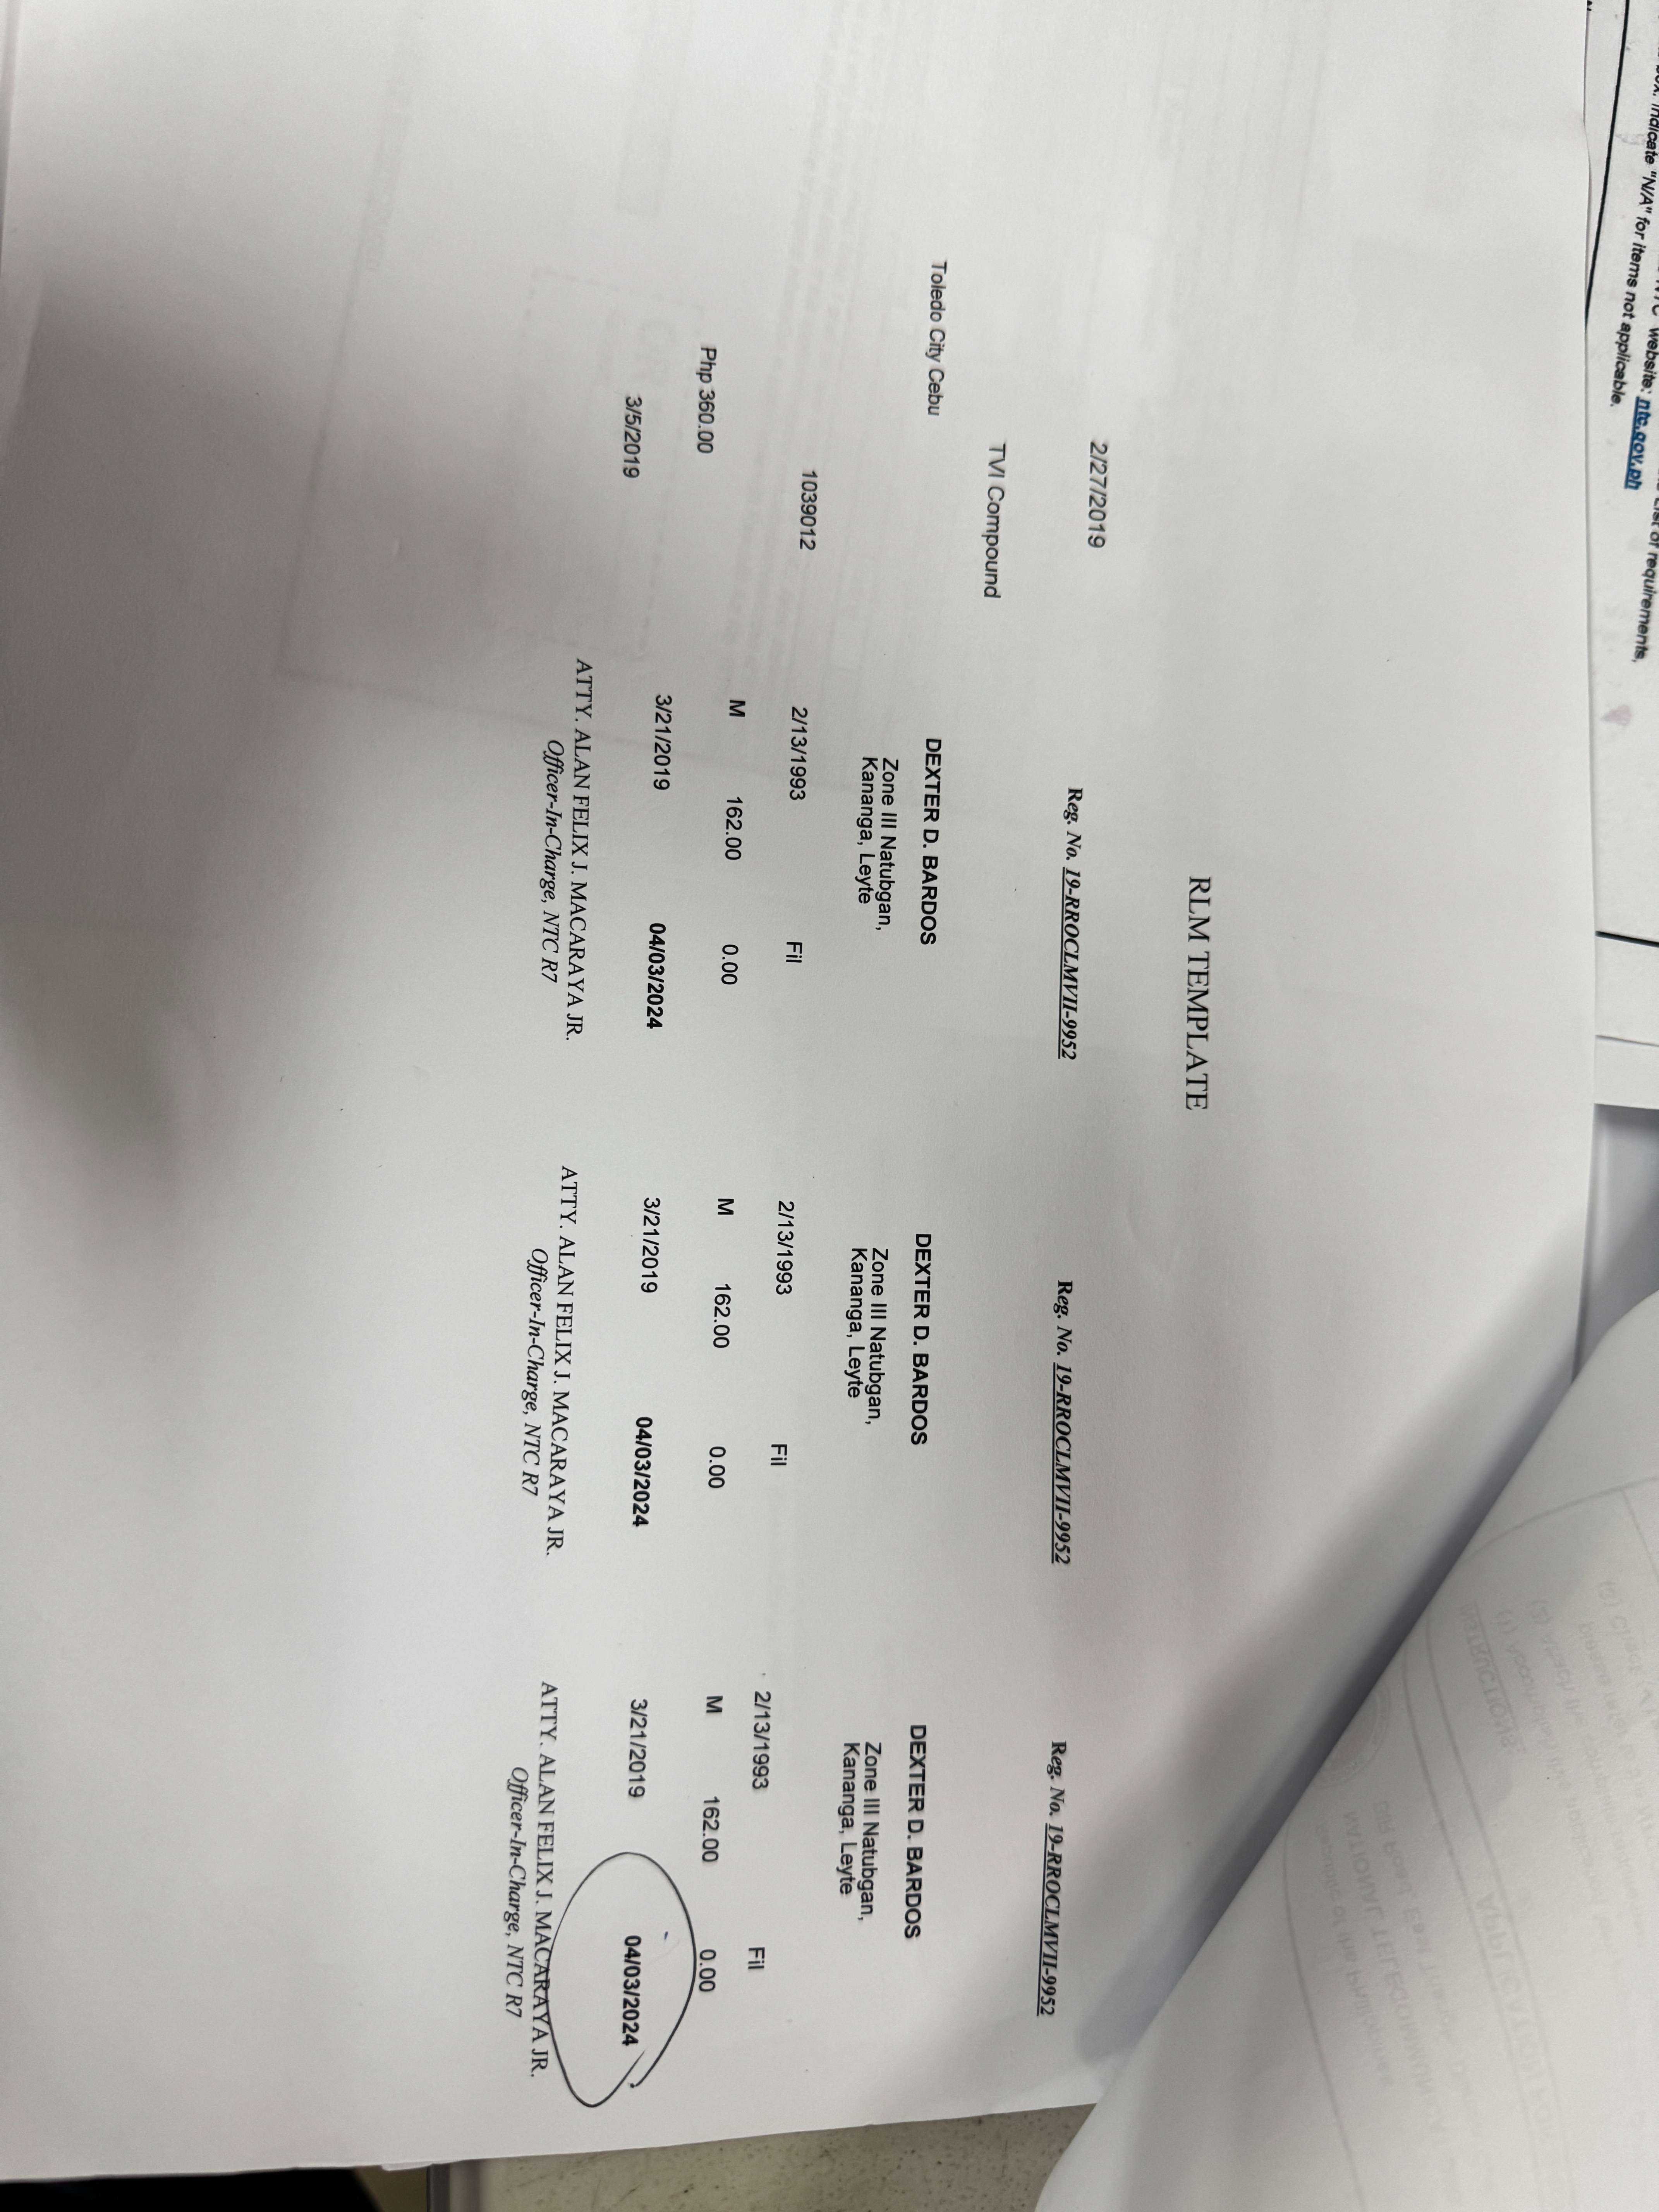 indicate "N/A" for items not applicable.
website: ntc.gov.ph
requirements,
RLM TEMPLATE
2/27/2019
Reg. No. 19-RROCLMVII-9952
Reg. No. 19-RROCLMVII-9952
Reg. No. 19-RROCLMVII-9952
TVI Compound
Toledo City Cebu
DEXTER D. BARDOS
DEXTER D. BARDOS
DEXTER D. BARDOS
Zone III Natubgan,
Kananga, Leyte
Zone III Natubgan,
Kananga, Leyte
Zone III Natubgan,
Kananga, Leyte
1039012
2/13/1993 Fil
2/13/1993 Fil
2/13/1993 Fil
Php 360.00
M 162.00 0.00
M 162.00 0.00
M 162.00 0.00
3/5/2019
3/21/2019 04/03/2024
3/21/2019 04/03/2024
3/21/2019 04/03/2024
ATTY. ALAN FELIX J. MACARAYA JR.
Officer-In-Charge, NTC R7
ATTY. ALAN FELIX J. MACARAYA JR.
Officer-In-Charge, NTC R7
ATTY. ALAN FELIX J. MACARAYA JR.
Officer-In-Charge, NTC R7